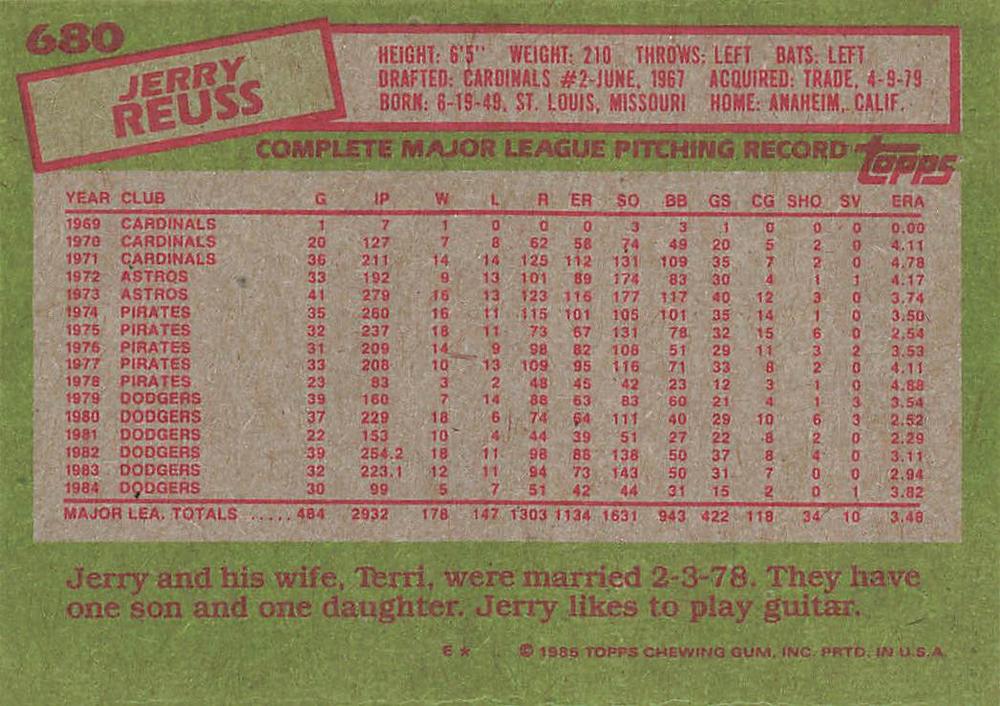 680
JERRY
REUSS
HEIGHT: 6'5" WEIGHT: 210 THROWS: LEFT BATS: LEFT
DRAFTED: CARDINALS #2-JUNE, 1967 ACQUIRED: TRADE, 4-9-79
BORN: 6-19-49, ST. LOUIS, MISSOURI HOME: ANAHEIM, CALIF.
COMPLETE MAJOR LEAGUE PITCHING RECORD topps
YEAR CLUB G IP W L R ER SO BB GS CG SHO SV ERA
1969 CARDINALS 1 7 1 0 0 0 3 3 1 0 0 0 0.00
1970 CARDINALS 20 127 7 8 62 58 74 49 20 5 2 0 4.11
1971 CARDINALS 36 211 14 14 125 112 131 109 35 7 2 0 4.78
1972 ASTROS 33 192 9 13 101 89 174 83 30 4 1 1 4.17
1973 ASTROS 41 279 16 13 123 116 177 117 40 12 3 0 3.74
1974 PIRATES 35 260 16 11 115 101 105 101 35 14 1 0 3.50
1975 PIRATES 32 237 18 11 73 67 131 78 32 15 6 0 2.54
1976 PIRATES 31 209 14 9 98 82 108 51 29 11 3 2 3.53
1977 PIRATES 33 208 10 13 109 95 116 71 33 8 2 0 4.11
1978 PIRATES 23 83 3 2 48 45 42 23 12 3 1 0 4.88
1979 DODGERS 39 160 7 14 88 63 83 60 21 4 1 3 3.54
1980 DODGERS 37 229 18 6 74 64 111 40 29 10 6 3 2.52
1981 DODGERS 22 153 10 4 44 39 51 27 22 8 2 0 2.29
1982 DODGERS 39 254.2 18 11 98 88 138 50 37 8 4 0 3.11
1983 DODGERS 32 223.1 12 11 94 73 143 50 31 7 0 0 2.94
1984 DODGERS 30 99 5 7 51 42 44 31 15 2 0 1 3.82
MAJOR LEA. TOTALS ..... 484 2932 178 147 1303 1134 1631 943 422 118 34 10 3.48
Jerry and his wife, Terri, were married 2-3-78. They have
one son and one daughter. Jerry likes to play guitar.
E* © 1985 TOPPS CHEWING GUM, INC. PRTD. IN U.S.A.